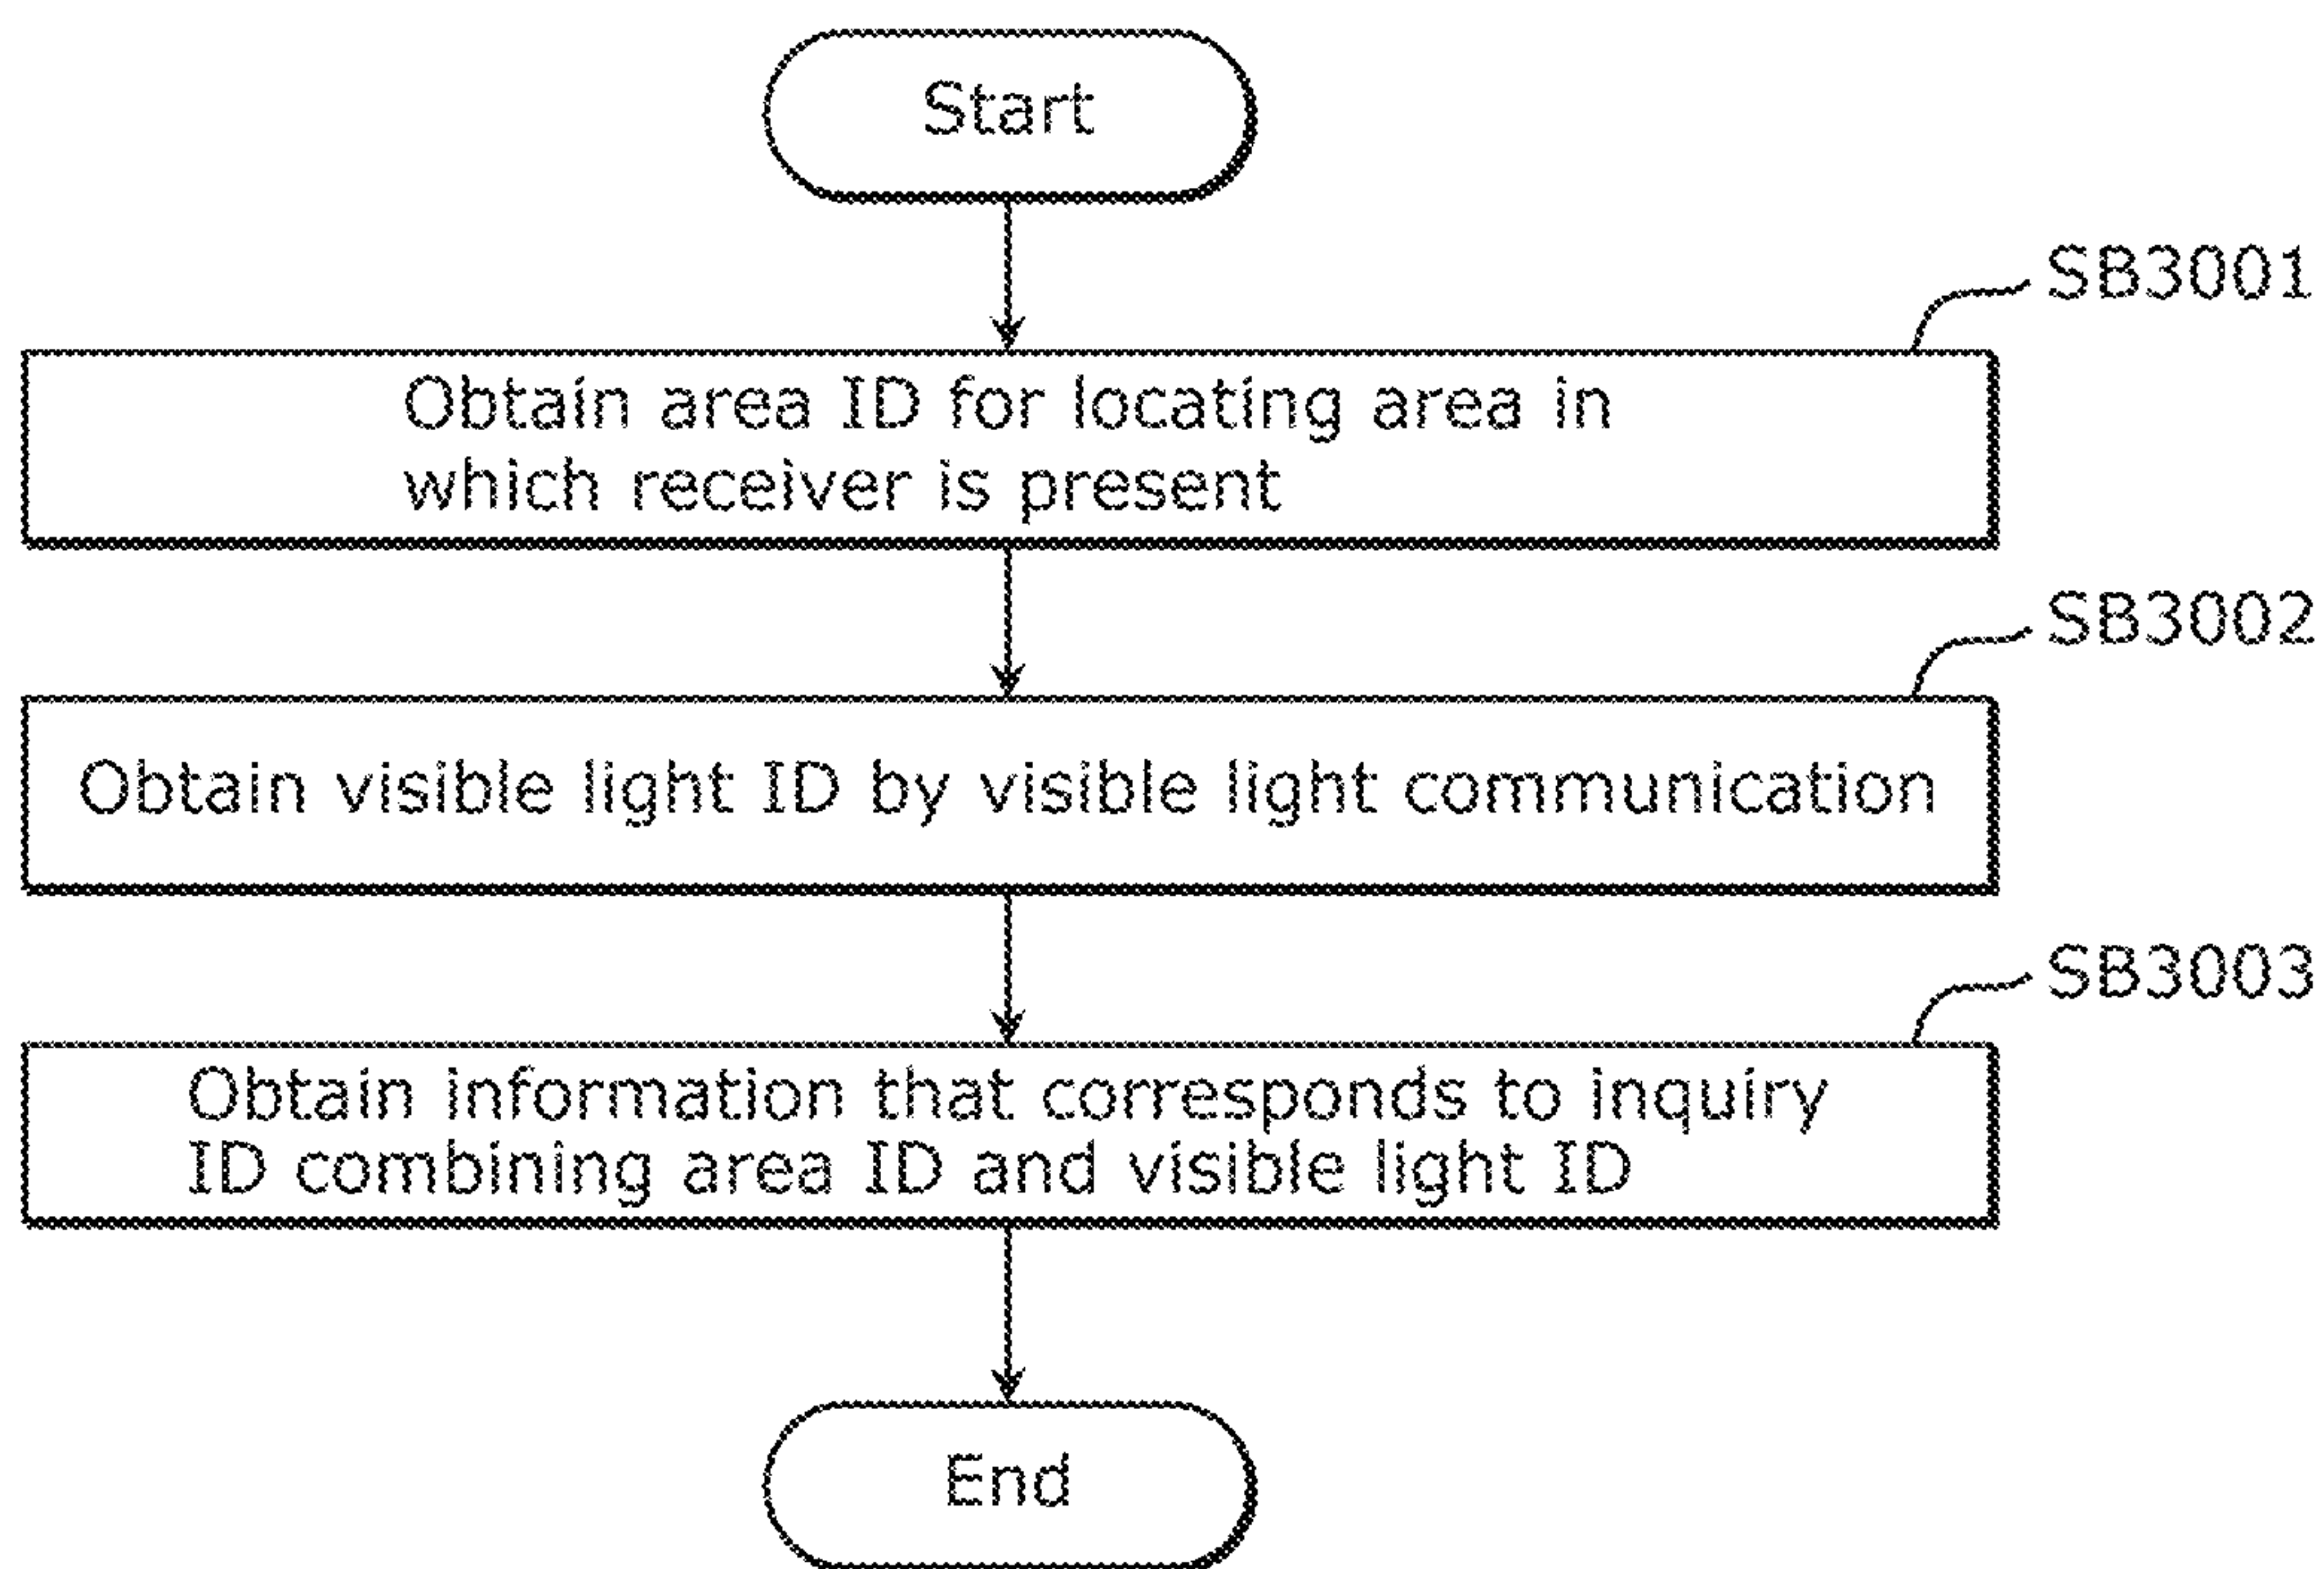 Start
SB3001
Obtain area ID for locating area in
which receiver is present
SB3002
Obtain visible light ID by visible light communication
SB3003
Obtain information that corresponds to inquiry
ID combining area ID and visible light ID
End